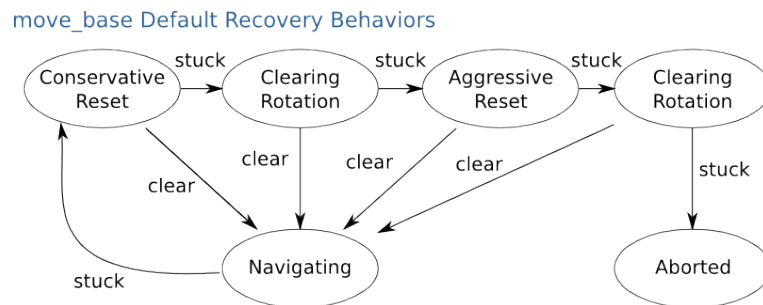 move_base Default Recovery Behaviors
stuck
stuck
stuck
Conservative
Reset
Clearing
Rotation
Aggressive
Reset
Clearing
Rotation
clear
clear
clear
clear
stuck
stuck
Navigating
Aborted